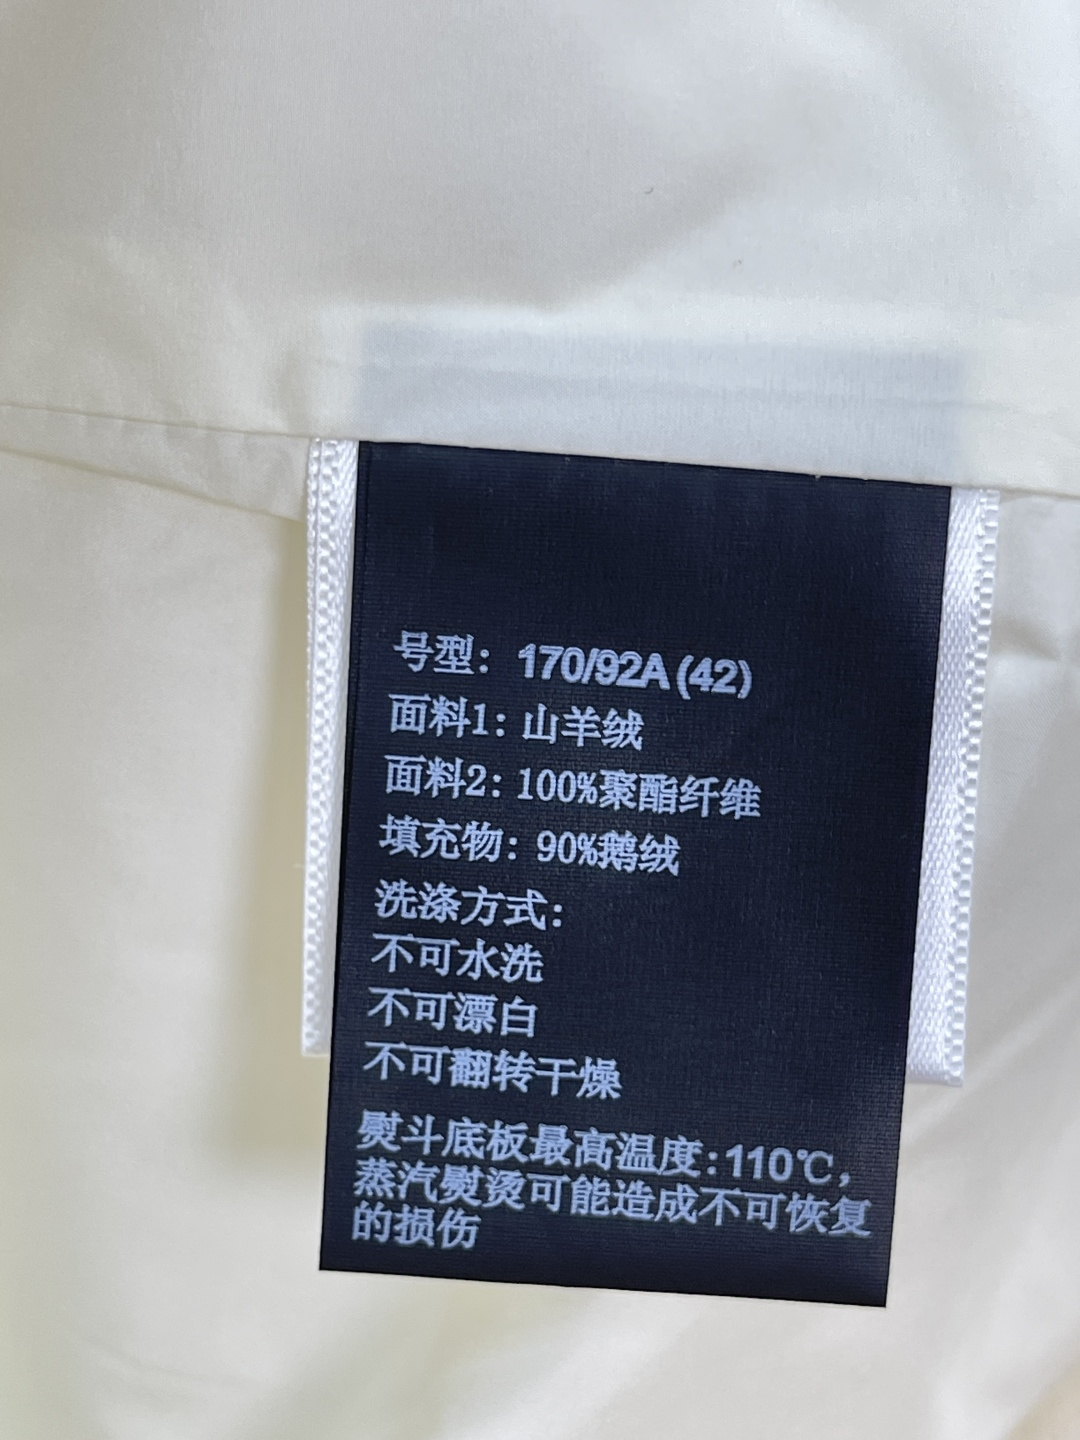 号型：170/92A(42)
面料1：山羊绒
面料2：100%聚酯纤维
填充物：90%鹅绒
洗涤方式：
不可水洗
不可漂白
不可翻转干燥
熨斗底板最高温度：110℃，
蒸汽熨烫可能造成不可恢复
的损伤